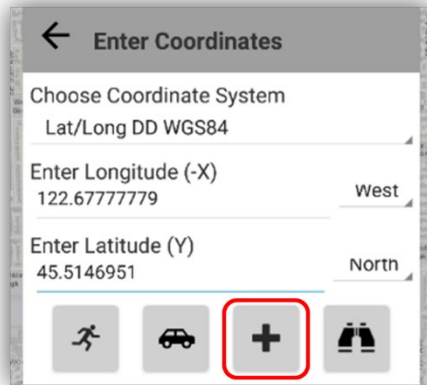 Enter Coordinates
Choose Coordinate System
Lat/Long DD WGS84
Enter Longitude (-X)
122.67777779 West
Enter Latitude (Y)
45.5146951 North